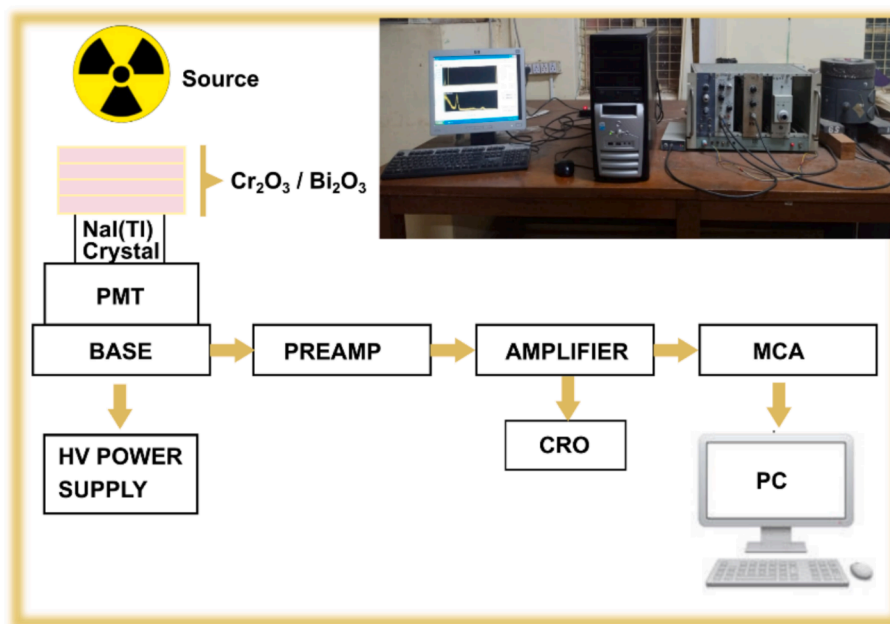 Source
Cr₂O₃ / Bi₂O₃
NaI(Tl)
Crystal
PMT
BASE
PREAMP
AMPLIFIER
MCA
HV POWER
SUPPLY
CRO
PC